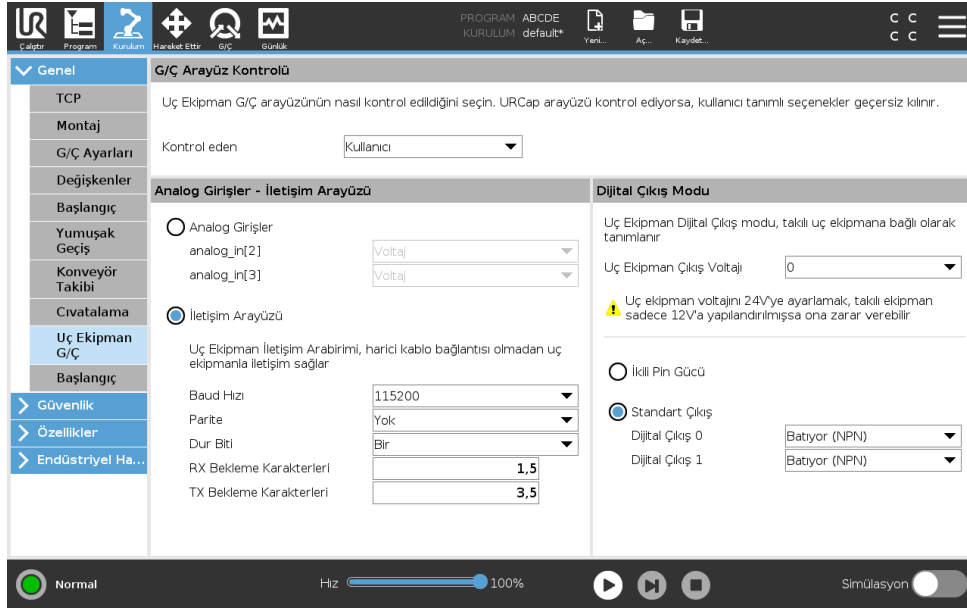 UR
PROGRAM ABCDE
KURULUM default*
C C
C C
Çalıştır Program Kurulum Hareket Ettir G/Ç Günlük Yeni... Aç... Kaydet...
Genel
TCP
Montaj
G/Ç Ayarları
Değişkenler
Başlangıç
Yumuşak
Geçiş
Konveyör
Takibi
Cıvatalama
Uç Ekipman
G/Ç
Başlangıç
Güvenlik
Özellikler
Endüstriyel Ha...
G/Ç Arayüz Kontrolü
Uç Ekipman G/Ç arayüzünün nasıl kontrol edildiğini seçin. URCap arayüzü kontrol ediyorsa, kullanıcı tanımlı seçenekler geçersiz kılınır.
Kontrol eden Kullanıcı
Analog Girişler - İletişim Arayüzü
Analog Girişler
analog_in[2] Voltaj
analog_in[3] Voltaj
İletişim Arayüzü
Uç Ekipman İletişim Arabirimi, harici kablo bağlantısı olmadan uç
ekipmanla iletişim sağlar
Baud Hızı 115200
Parite Yok
Dur Biti Bir
RX Bekleme Karakterleri 1,5
TX Bekleme Karakterleri 3,5
Dijital Çıkış Modu
Uç Ekipman Dijital Çıkış modu, takılı uç ekipmana bağlı olarak
tanımlanır
Uç Ekipman Çıkış Voltajı 0
Uç ekipman voltajını 24V'ye ayarlamak, takılı ekipman
sadece 12V'a yapılandırılmışsa ona zarar verebilir
İkili Pin Gücü
Standart Çıkış
Dijital Çıkış 0 Batıyor (NPN)
Dijital Çıkış 1 Batıyor (NPN)
Normal
Hız 100%
Simülasyon